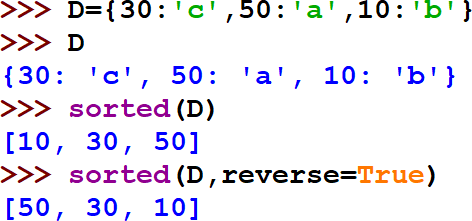 >>> D={30:'c',50:'a',10:'b'}
>>> D
{30: 'c', 50: 'a', 10: 'b'}
>>> sorted(D)
[10, 30, 50]
>>> sorted(D,reverse=True)
[50, 30, 10]